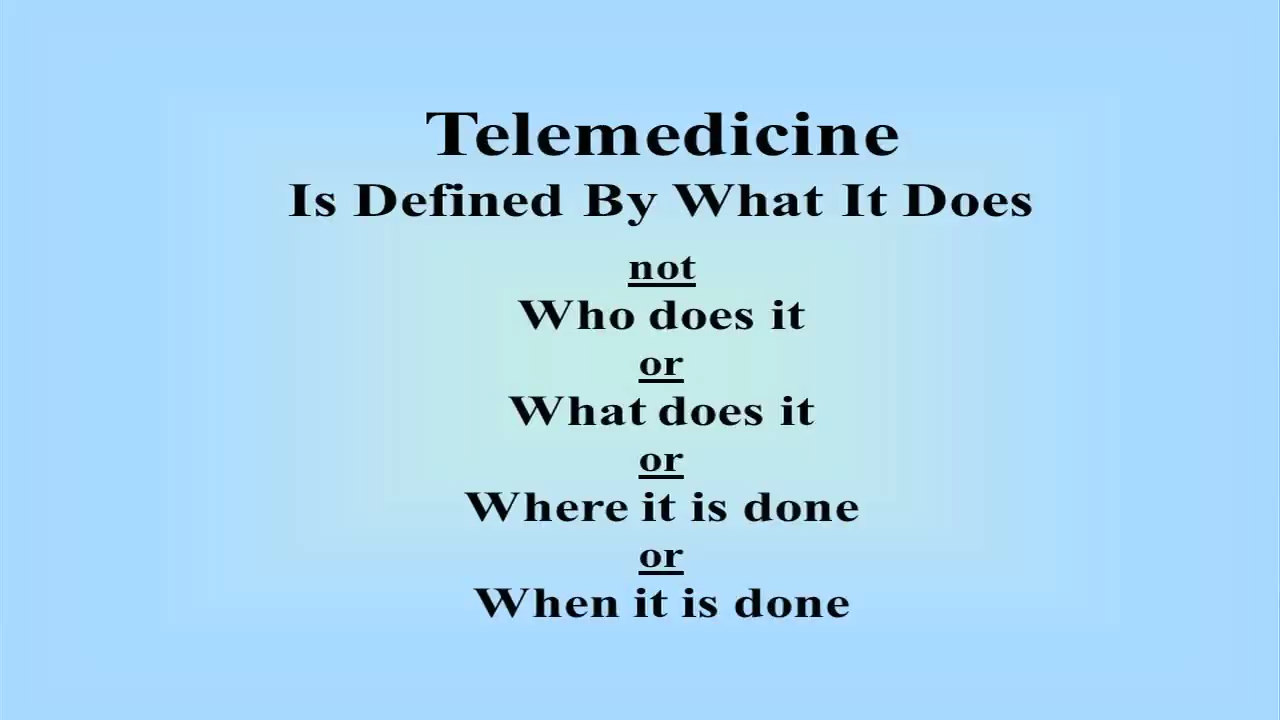 Telemedicine
Is Defined By What It Does
not
Who does it
or
What does it
or
Where it is done
or
When it is done